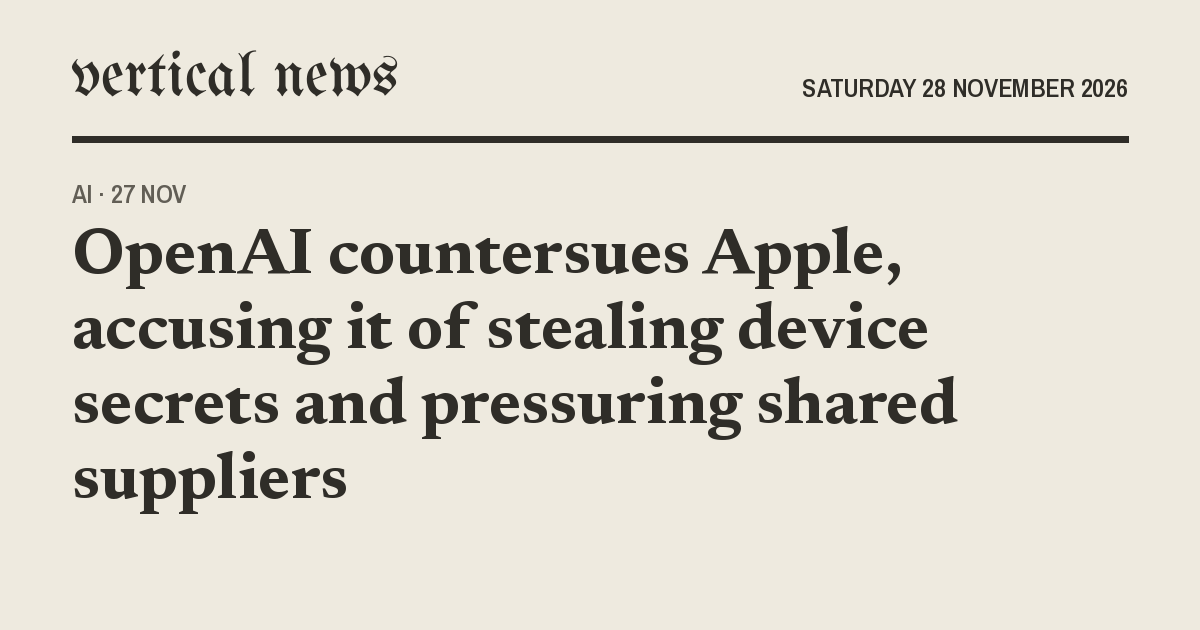 vertical news
SATURDAY 28 NOVEMBER 2026
AI · 27 NOV
OpenAI countersues Apple,
accusing it of stealing device
secrets and pressuring shared
suppliers